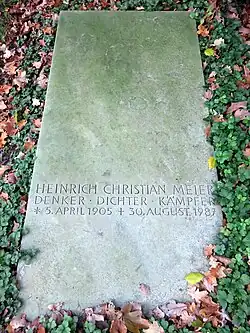 HEINRICH CHRISTIAN MEIER
DENKER · DICHTER · KÄMPFER
* 5. APRIL 1905 + 30. AUGUST 1987